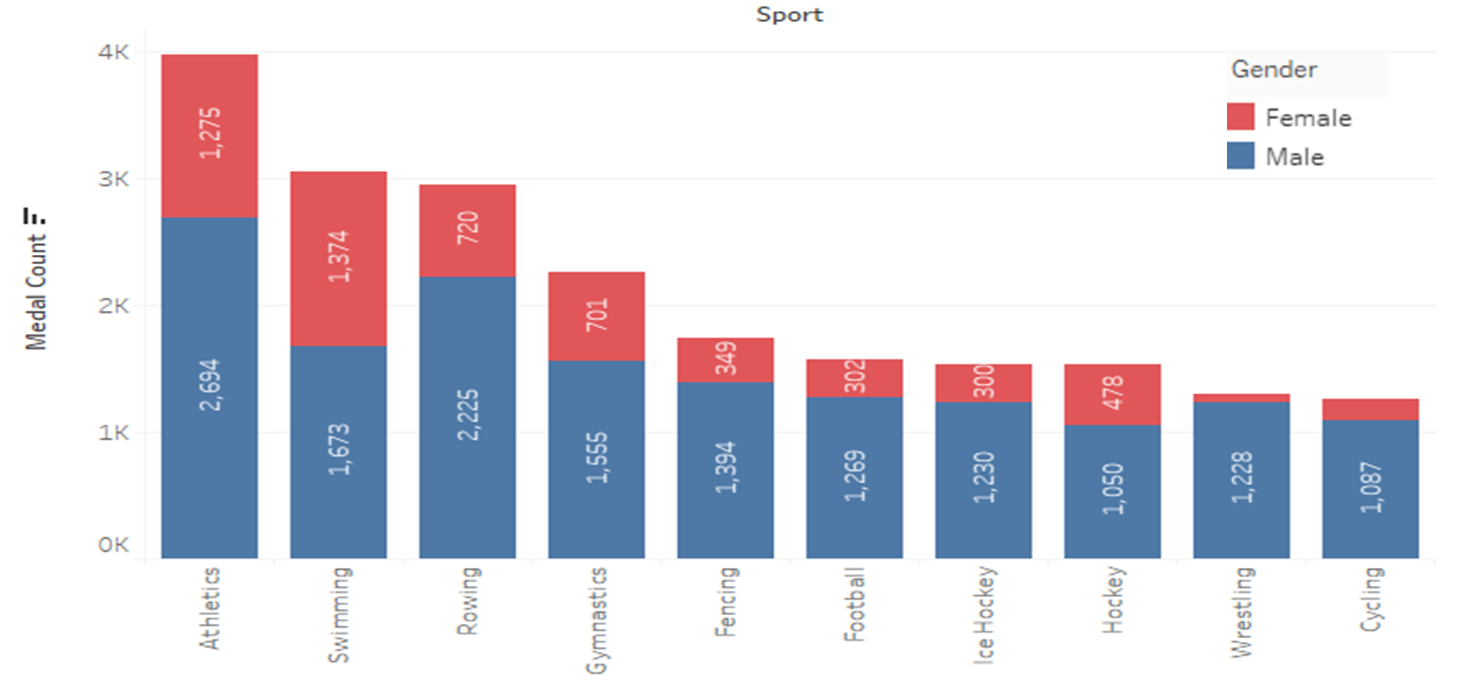 Sport
4K
3K
2K
1K
0K
Medal Count
Gender
Female
Male
1,275
2,694
1,374
1,673
720
2,225
701
1,555
349
1,394
302
1,269
300
1,230
478
1,050
1,228
1,087
Athletics
Swimming
Rowing
Gymnastics
Fencing
Football
Ice Hockey
Hockey
Wrestling
Cycling